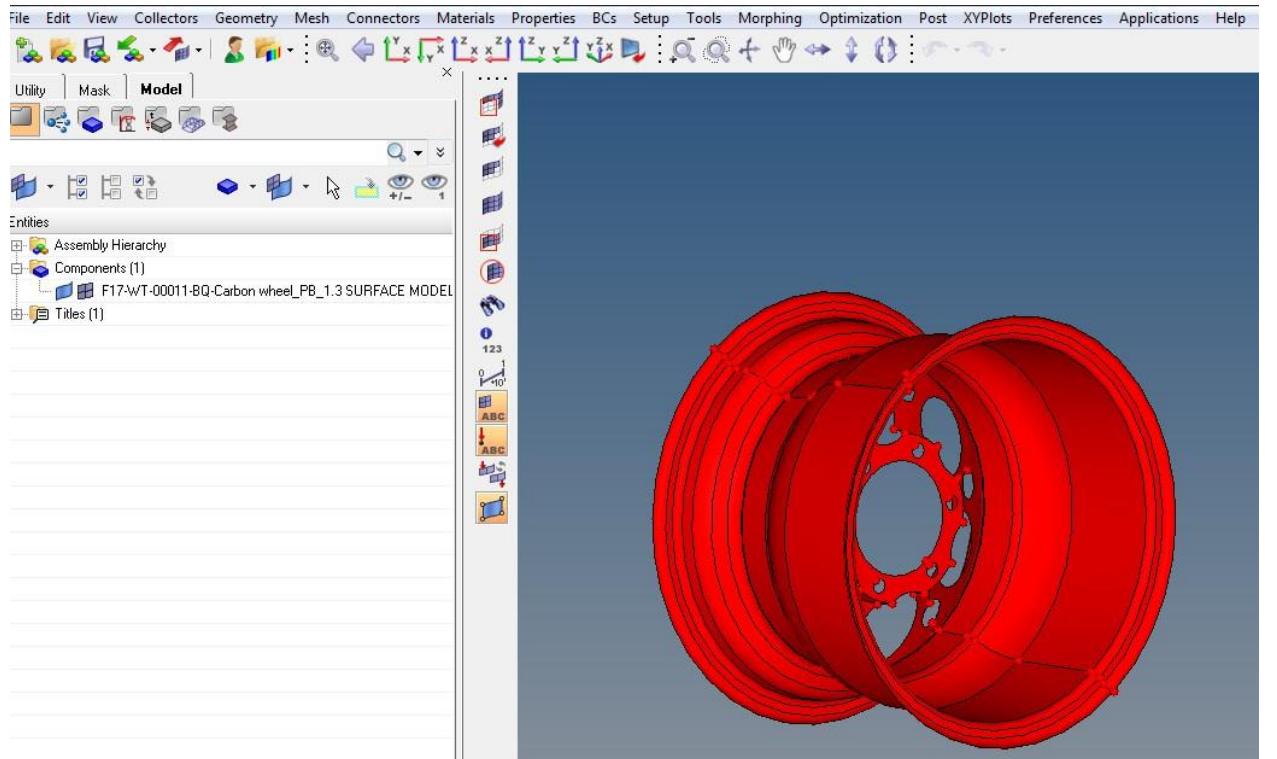 File Edit View Collectors Geometry Mesh Connectors Materials Properties BCs Setup Tools Morphing Optimization Post XYPlots Preferences Applications Help
Utility Mask Model
Entities
Assembly Hierarchy
Components (1)
F17-WT-00011-BQ-Carbon wheel_PB_1.3 SURFACE MODEL
Titles (1)
123
ABC
ABC